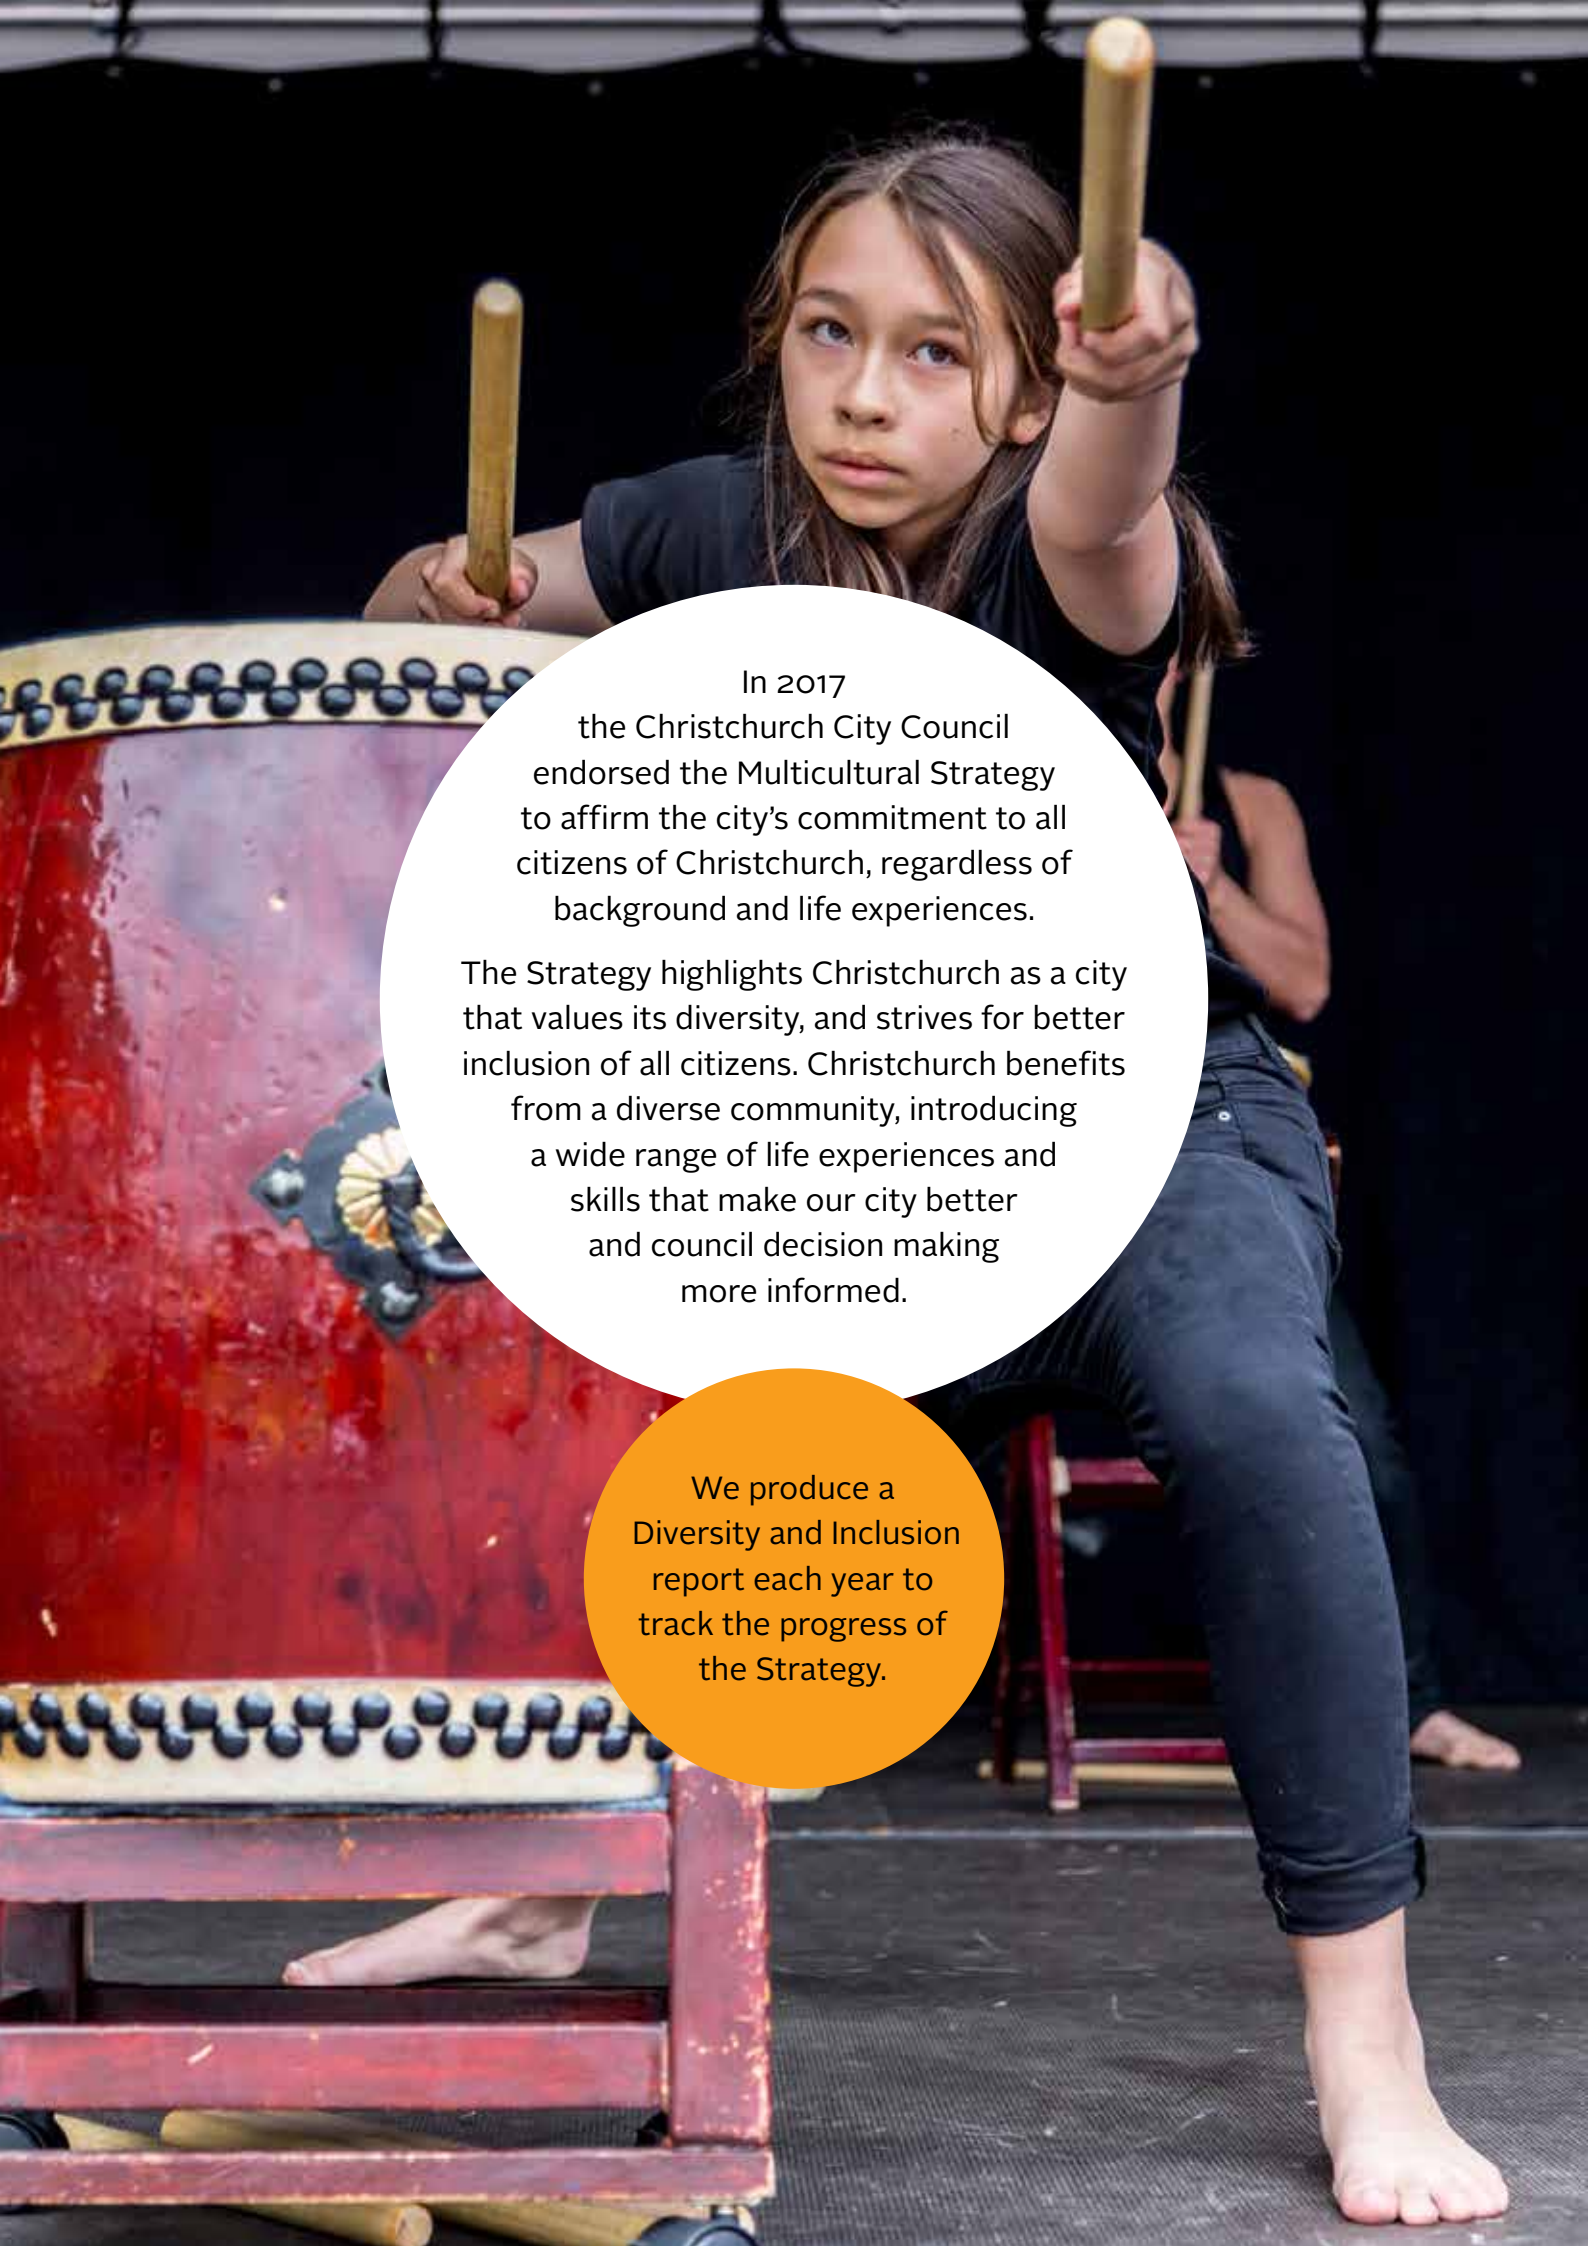 In 2017
the Christchurch City Council
endorsed the Multicultural Strategy
to affirm the city’s commitment to all
citizens of Christchurch, regardless of
background and life experiences.
The Strategy highlights Christchurch as a city
that values its diversity, and strives for better
inclusion of all citizens. Christchurch benefits
from a diverse community, introducing
a wide range of life experiences and
skills that make our city better
and council decision making
more informed.
We produce a
Diversity and Inclusion
report each year to
track the progress of
the Strategy.